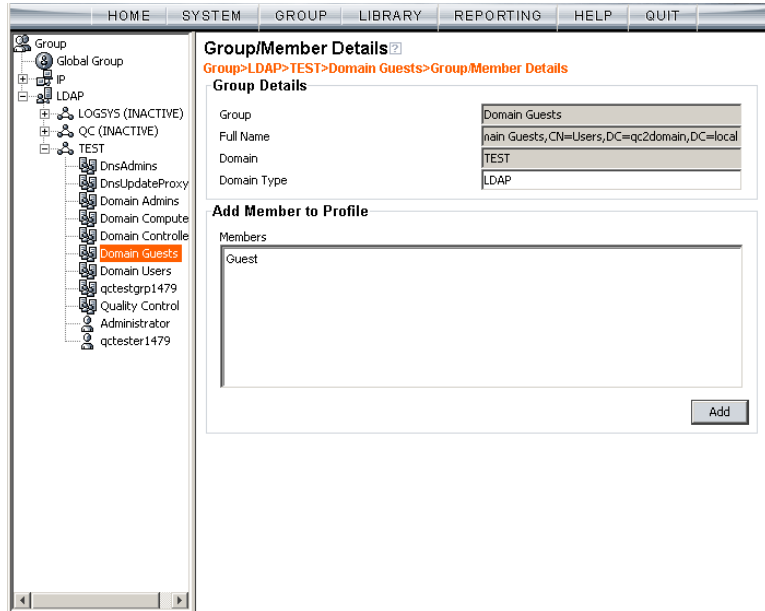 HOME SYSTEM GROUP LIBRARY REPORTING HELP QUIT
Group
Global Group
IP
LDAP
LOGSYS (INACTIVE)
QC (INACTIVE)
TEST
DnsAdmins
DnsUpdateProxy
Domain Admins
Domain Compute
Domain Controlle
Domain Guests
Domain Users
qctestgrp1479
Quality Control
Administrator
qctester1479
Group/Member Details?
Group>LDAP>TEST>Domain Guests>Group/Member Details
Group Details
Group Domain Guests
Full Name nain Guests,CN=Users,DC=qc2domain,DC=local
Domain TEST
Domain Type LDAP
Add Member to Profile
Members
Guest
Add